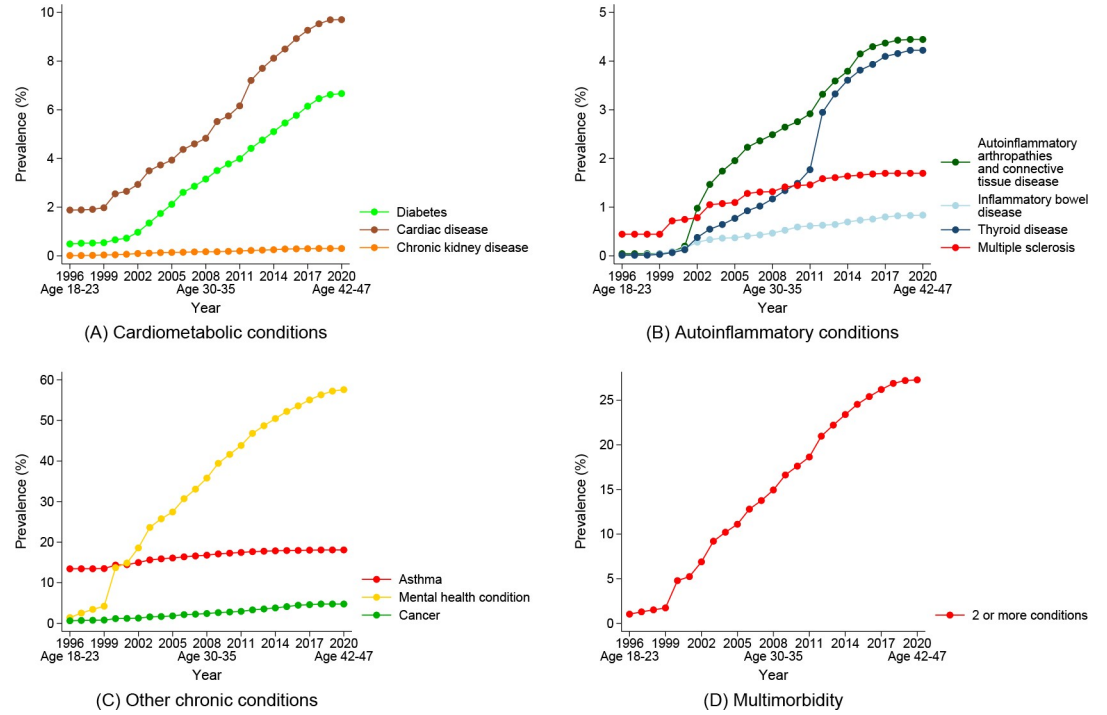 10
8
6
4
2
0
Prevalence (%)
Diabetes
Cardiac disease
Chronic kidney disease
1996 1999 2002 2005 2008 2011 2014 2017 2020
Age 18-23 Age 30-35 Age 42-47
Year
(A) Cardiometabolic conditions
5
4
3
2
1
0
Prevalence (%)
Autoinflammatory
arthropathies
and connective
tissue disease
Inflammatory bowel
disease
Thyroid disease
Multiple sclerosis
1996 1999 2002 2005 2008 2011 2014 2017 2020
Age 18-23 Age 30-35 Age 42-47
Year
(B) Autoinflammatory conditions
60
50
40
30
20
10
0
Prevalence (%)
Asthma
Mental health condition
Cancer
1996 1999 2002 2005 2008 2011 2014 2017 2020
Age 18-23 Age 30-35 Age 42-47
Year
(C) Other chronic conditions
25
20
15
10
5
0
Prevalence (%)
2 or more conditions
1996 1999 2002 2005 2008 2011 2014 2017 2020
Age 18-23 Age 30-35 Age 42-47
Year
(D) Multimorbidity